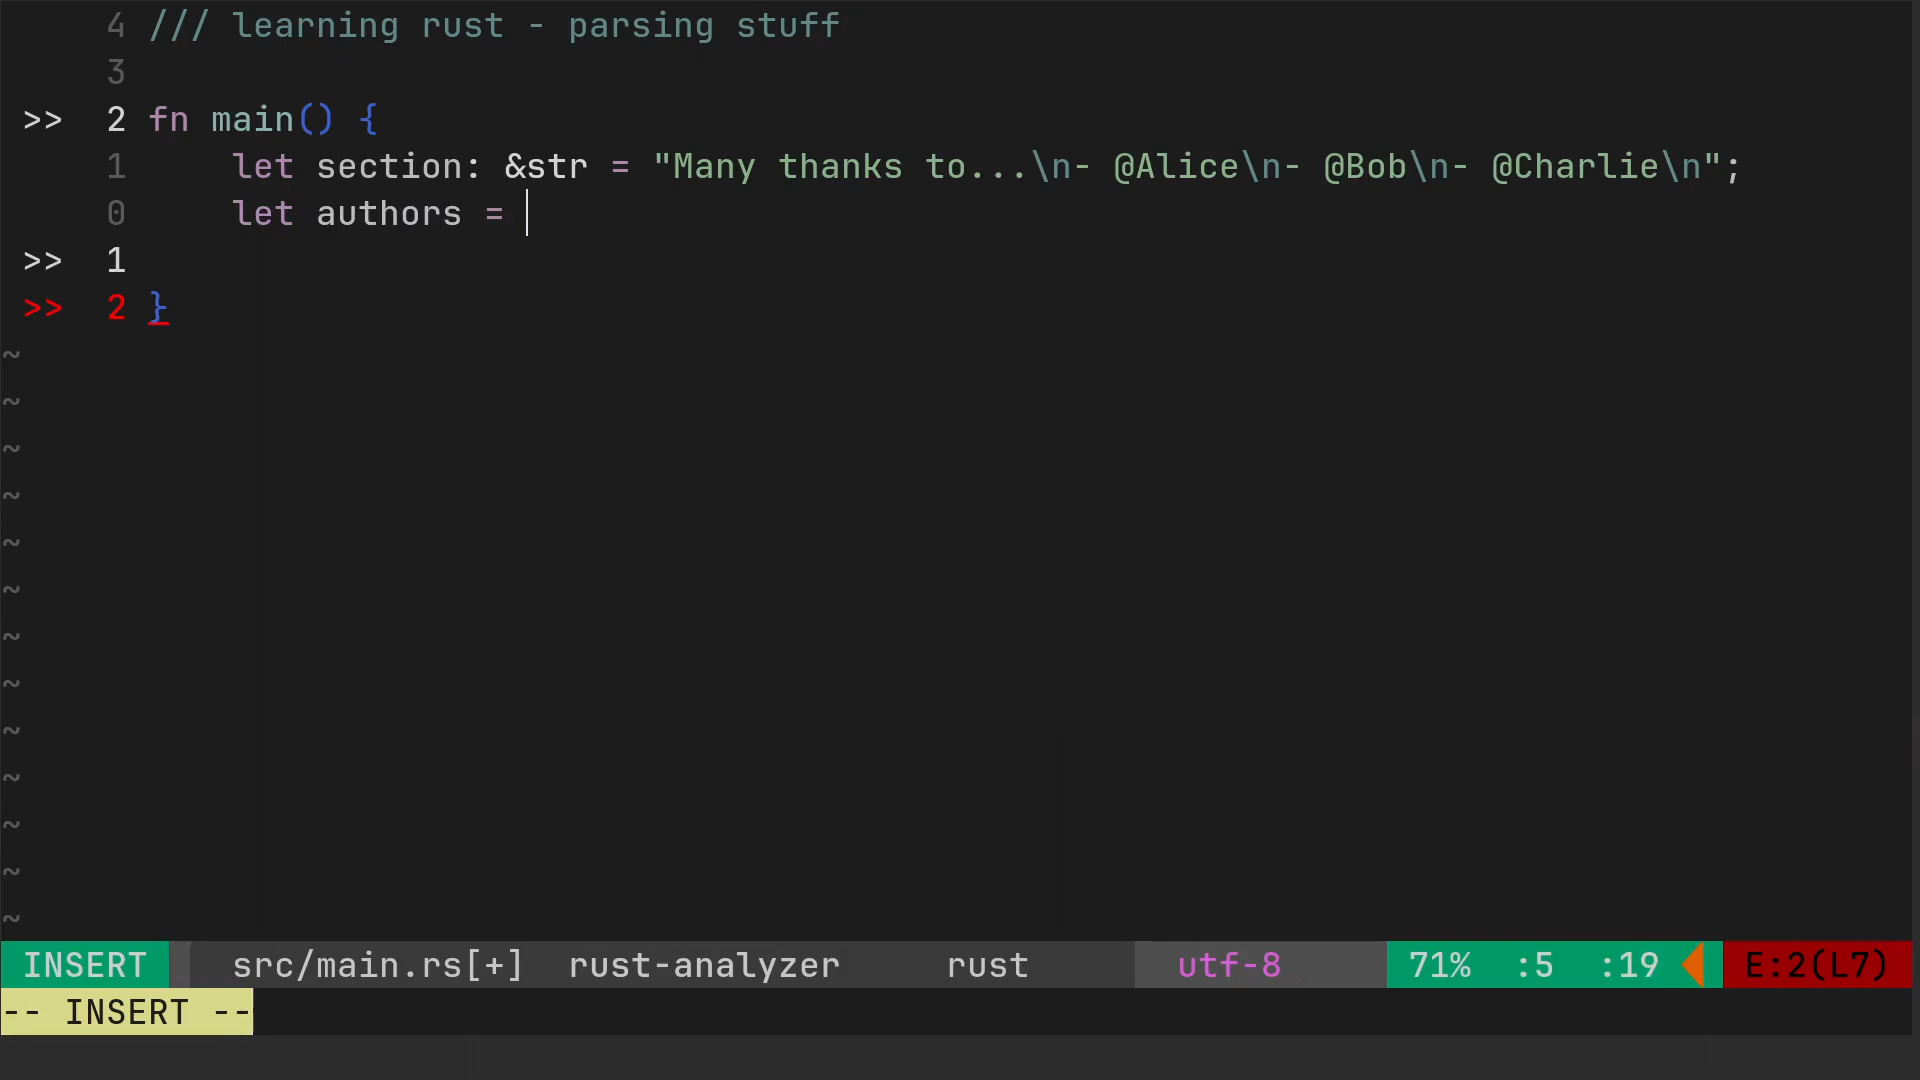 4 /// learning rust - parsing stuff
3
>> 2 fn main() {
1     let section: &str = "Many thanks to...\n- @Alice\n- @Bob\n- @Charlie\n";
0     let authors =
>> 1
>> 2 }
~
~
~
~
~
~
~
~
~
~
~
~
~
INSERT src/main.rs[+] rust-analyzer rust utf-8 71% :5 :19 E:2(L7)
-- INSERT --